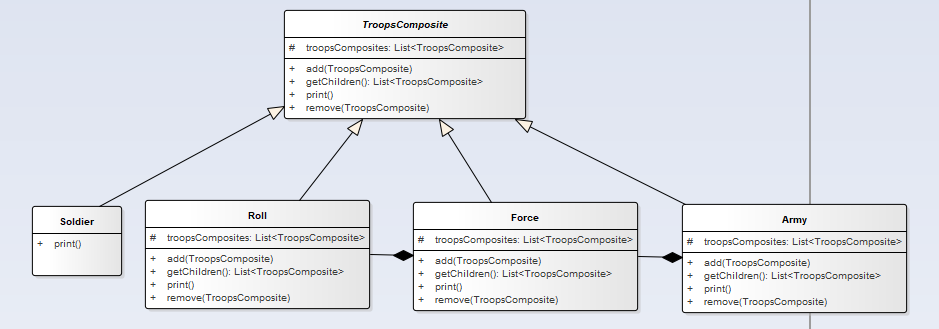 TroopsComposite
# troopsComposites: List<TroopsComposite>
+ add(TroopsComposite)
+ getChildren(): List<TroopsComposite>
+ print()
+ remove(TroopsComposite)
Soldier
+ print()
Roll
# troopsComposites: List<TroopsComposite>
+ add(TroopsComposite)
+ getChildren(): List<TroopsComposite>
+ print()
+ remove(TroopsComposite)
Force
# troopsComposites: List<TroopsComposite>
+ add(TroopsComposite)
+ getChildren(): List<TroopsComposite>
+ print()
+ remove(TroopsComposite)
Army
# troopsComposites: List<TroopsComposite>
+ add(TroopsComposite)
+ getChildren(): List<TroopsComposite>
+ print()
+ remove(TroopsComposite)